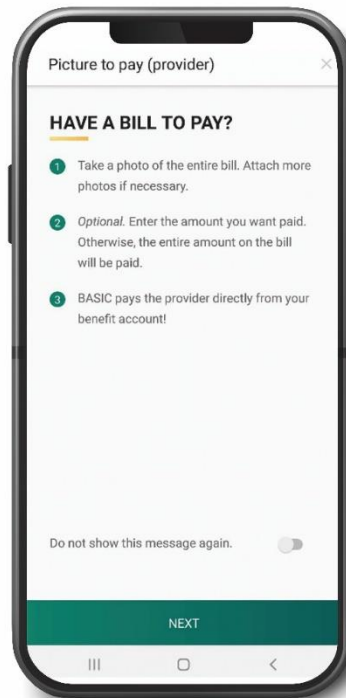 Picture to pay (provider)
HAVE A BILL TO PAY?
1 Take a photo of the entire bill. Attach more
photos if necessary.
2 Optional. Enter the amount you want paid.
Otherwise, the entire amount on the bill
will be paid.
3 BASIC pays the provider directly from your
benefit account!
Do not show this message again.
NEXT